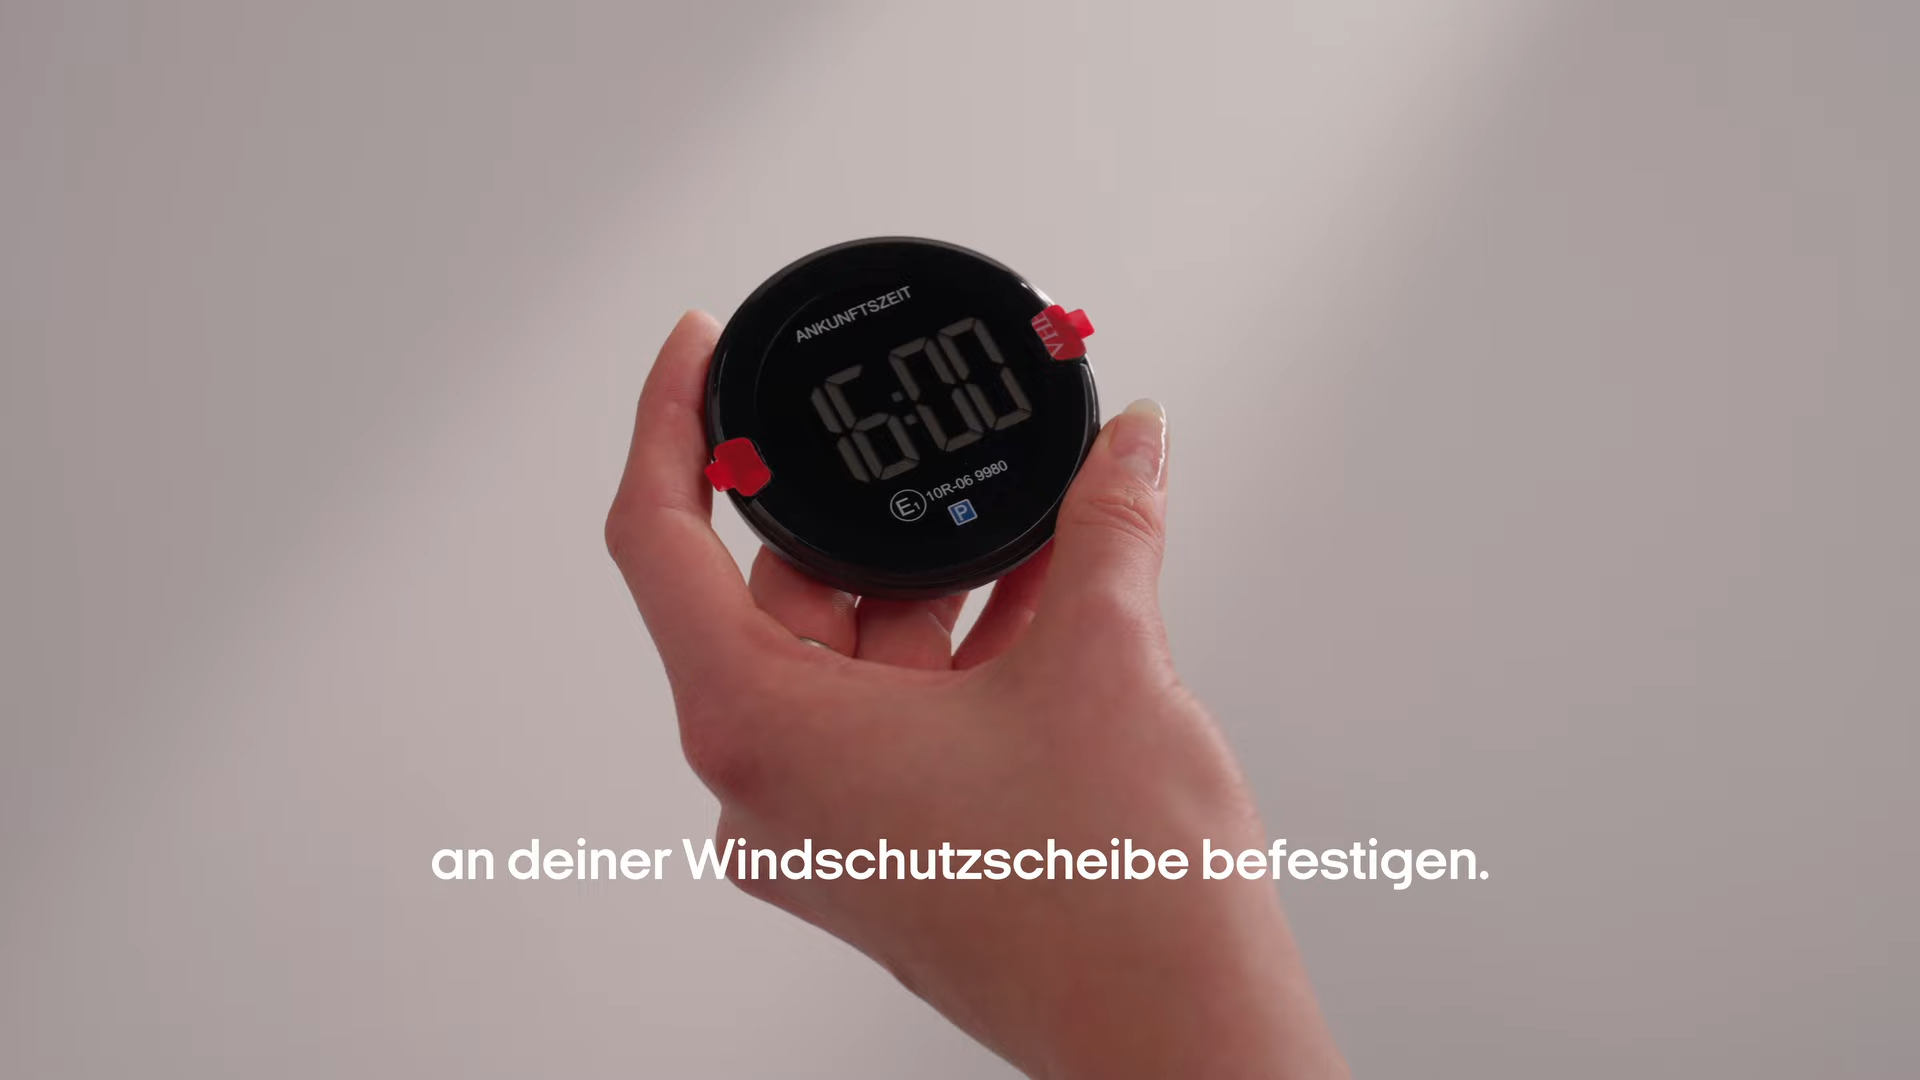 ANKUNFTSZEIT
16:00
E1 10R-06 9980
P
an deiner Windschutzscheibe befestigen.